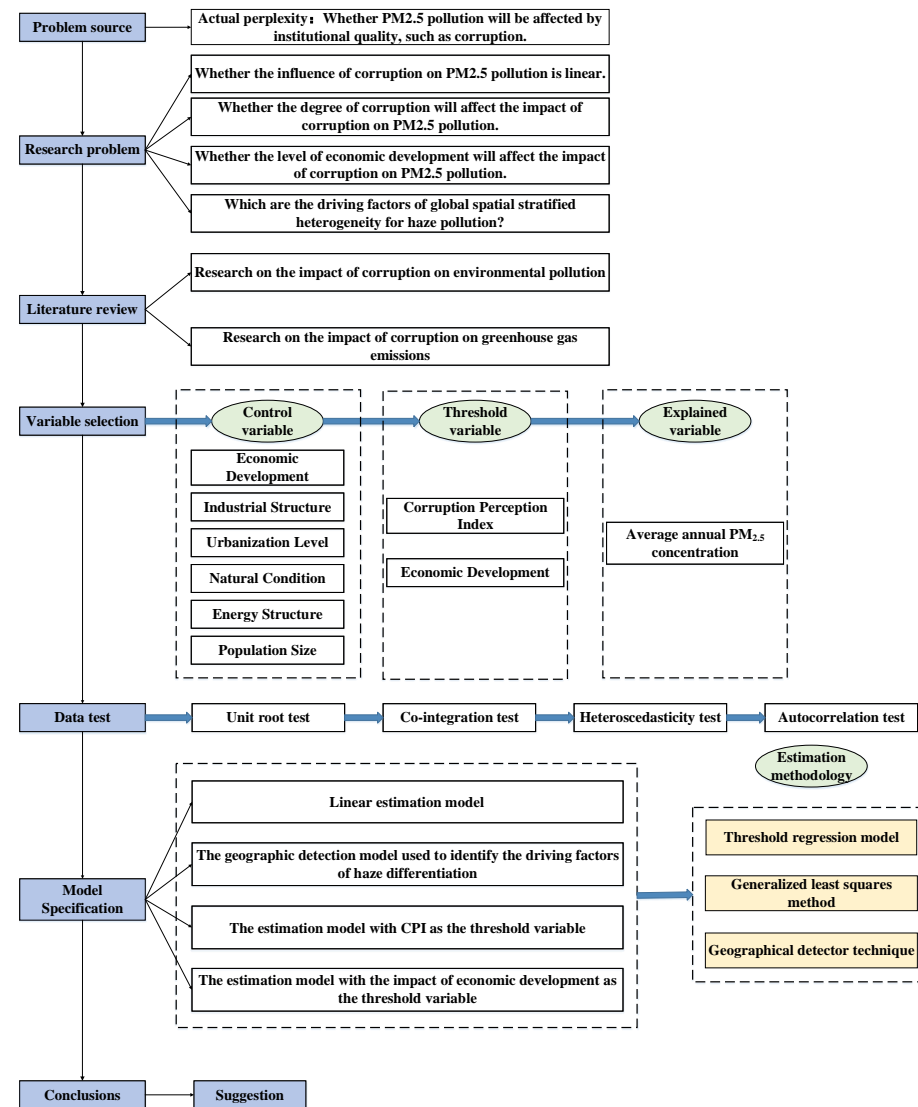 Problem source
Actual perplexity：Whether PM2.5 pollution will be affected by
institutional quality, such as corruption.
Whether the influence of corruption on PM2.5 pollution is linear.
Whether the degree of corruption will affect the impact of
corruption on PM2.5 pollution.
Research problem
Whether the level of economic development will affect the impact
of corruption on PM2.5 pollution.
Which are the driving factors of global spatial stratified
heterogeneity for haze pollution?
Research on the impact of corruption on environmental pollution
Literature review
Research on the impact of corruption on greenhouse gas
emissions
Variable selection
Control
variable
Threshold
variable
Explained
variable
Economic
Development
Industrial Structure
Urbanization Level
Natural Condition
Energy Structure
Population Size
Corruption Perception
Index
Economic Development
Average annual PM2.5
concentration
Data test
Unit root test
Co-integration test
Heteroscedasticity test
Autocorrelation test
Estimation
methodology
Linear estimation model
The geographic detection model used to identify the driving factors
of haze differentiation
Model
Specification
The estimation model with CPI as the threshold variable
The estimation model with the impact of economic development as
the threshold variable
Threshold regression model
Generalized least squares
method
Geographical detector technique
Conclusions
Suggestion